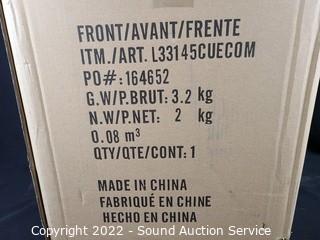 FRONT/AVANT/FRENTE
ITM./ART. L33145CUECOM
PO#: 164652
G.W/P.BRUT: 3.2 kg
N.W/P.NET: 2 kg
0.08 m³
QTY/QTE/CONT: 1
MADE IN CHINA
FABRIQUÉ EN CHINE
HECHO EN CHINA
Copyright 2022 - Sound Auction Service